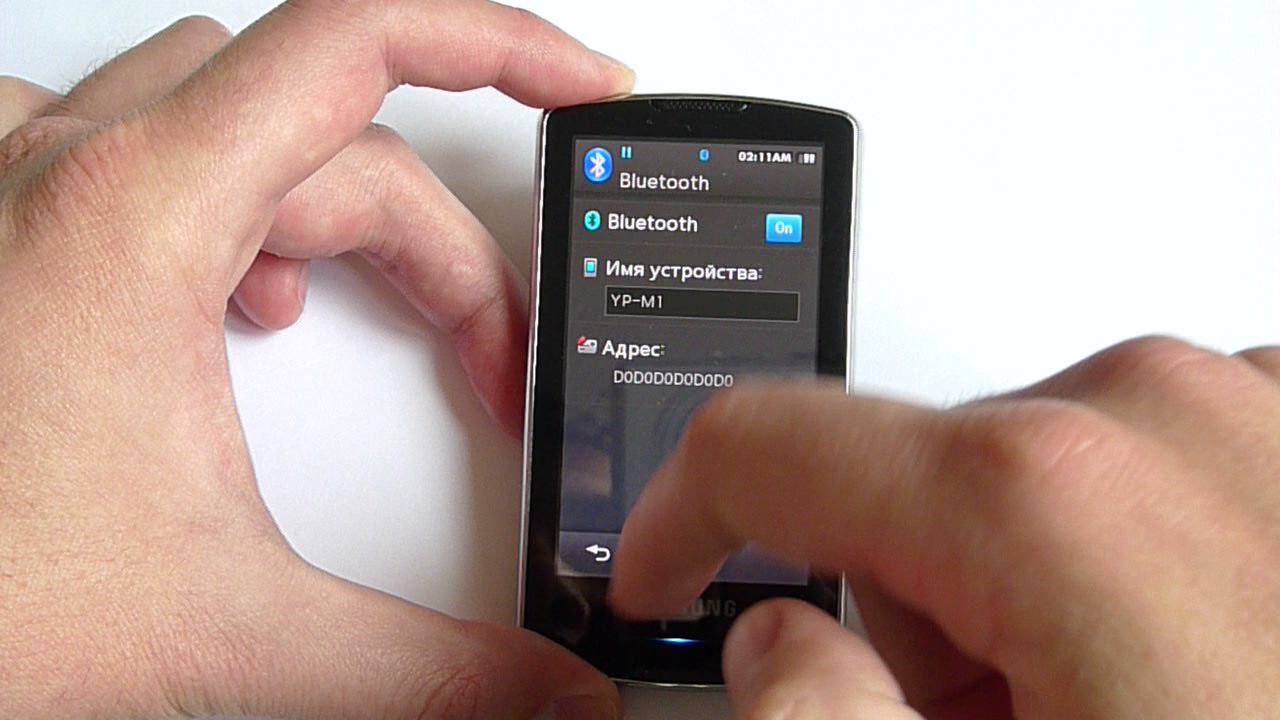 02:11AM
Bluetooth
Bluetooth
On
Имя устройства:
YP-M1
Адрес:
D0D0D0D0D0D0